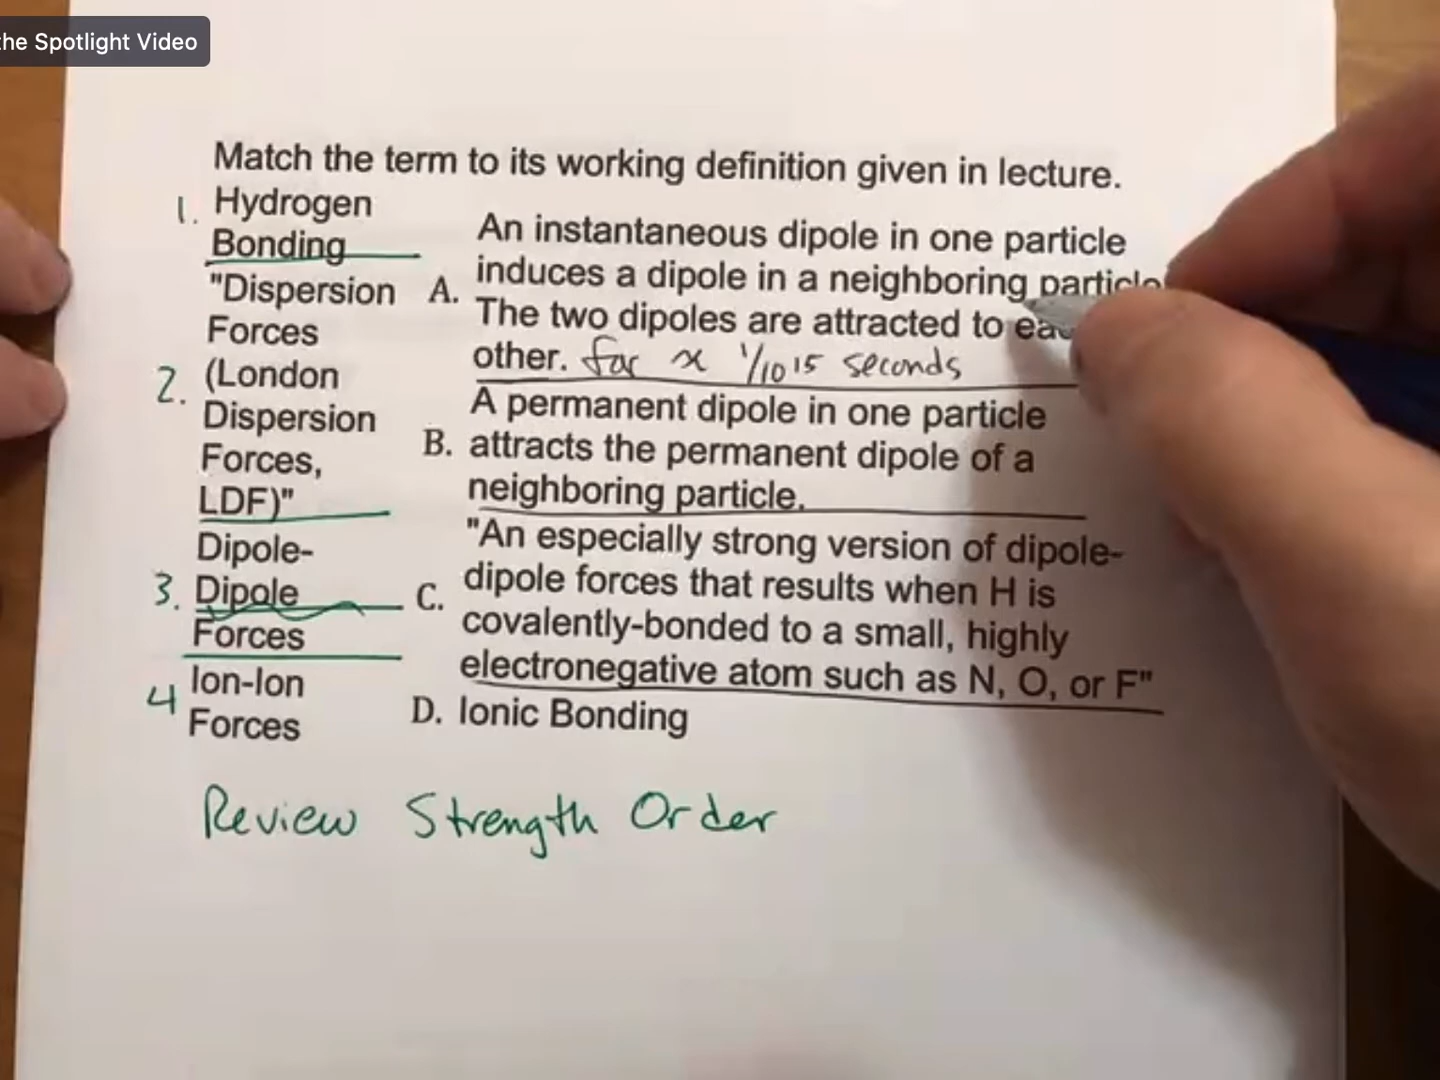 the Spotlight Video
Match the term to its working definition given in lecture.
1. Hydrogen
Bonding
"Dispersion
Forces
2. (London
Dispersion
Forces,
LDF)"
Dipole-
3. Dipole
Forces
4 Ion-Ion
Forces
An instantaneous dipole in one particle
A. induces a dipole in a neighboring particle
The two dipoles are attracted to
other. for 1/10 15 seconds
A permanent dipole in one particle
B. attracts the permanent dipole of a
neighboring particle.
"An especially strong version of dipole-
C. dipole forces that results when H is
covalently-bonded to a small, highly
electronegative atom such as N, O, or F"
D. Ionic Bonding
Review Strength Order